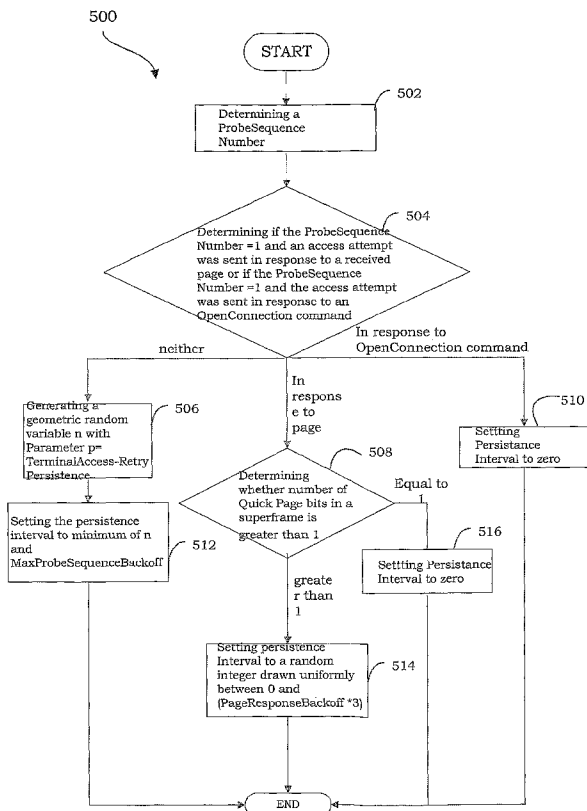 500
START
502
Determining a
ProbeSequence
Number
504
Determining if the ProbeSequence
Number =1 and an access attempt
was sent in response to a received
page or if the ProbeSequence
Number =1 and the access attempt
was sent in response to an
OpenConnection command
neither
In response to
OpenConnection command
In
respons
e to
page
Generating a
geometric random
variable n with
Parameter p=
TerminalAccess-Retry
Persistence
506
510
Settting
Persistance
Interval to zero
508
Determining
whether number of
Quick Page bits in a
superframe is
greater than 1
Equal to
1
Setting the persistence
interval to minimum of n
and
MaxProbeSequenceBackoff
512
516
Settting Persistance
Interval to zero
greate
r than
1
Setting persistence
Interval to a random
integer drawn uniformly
between 0 and
(PageResponseBackoff *3)
514
END